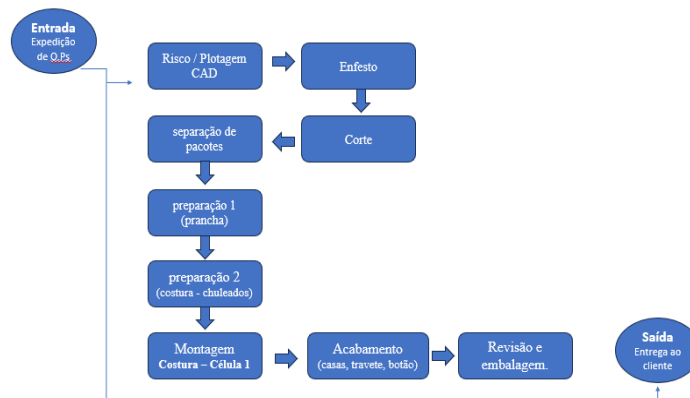 Entrada
Expedição
de O.Ps.
Risco / Plotagem
CAD
Enfesto
separação de
pacotes
Corte
preparação 1
(prancha)
preparação 2
(costura - chuleados)
Montagem
Costura – Célula 1
Acabamento
(casas, travete, botão)
Revisão e
embalagem.
Saída
Entrega ao
cliente